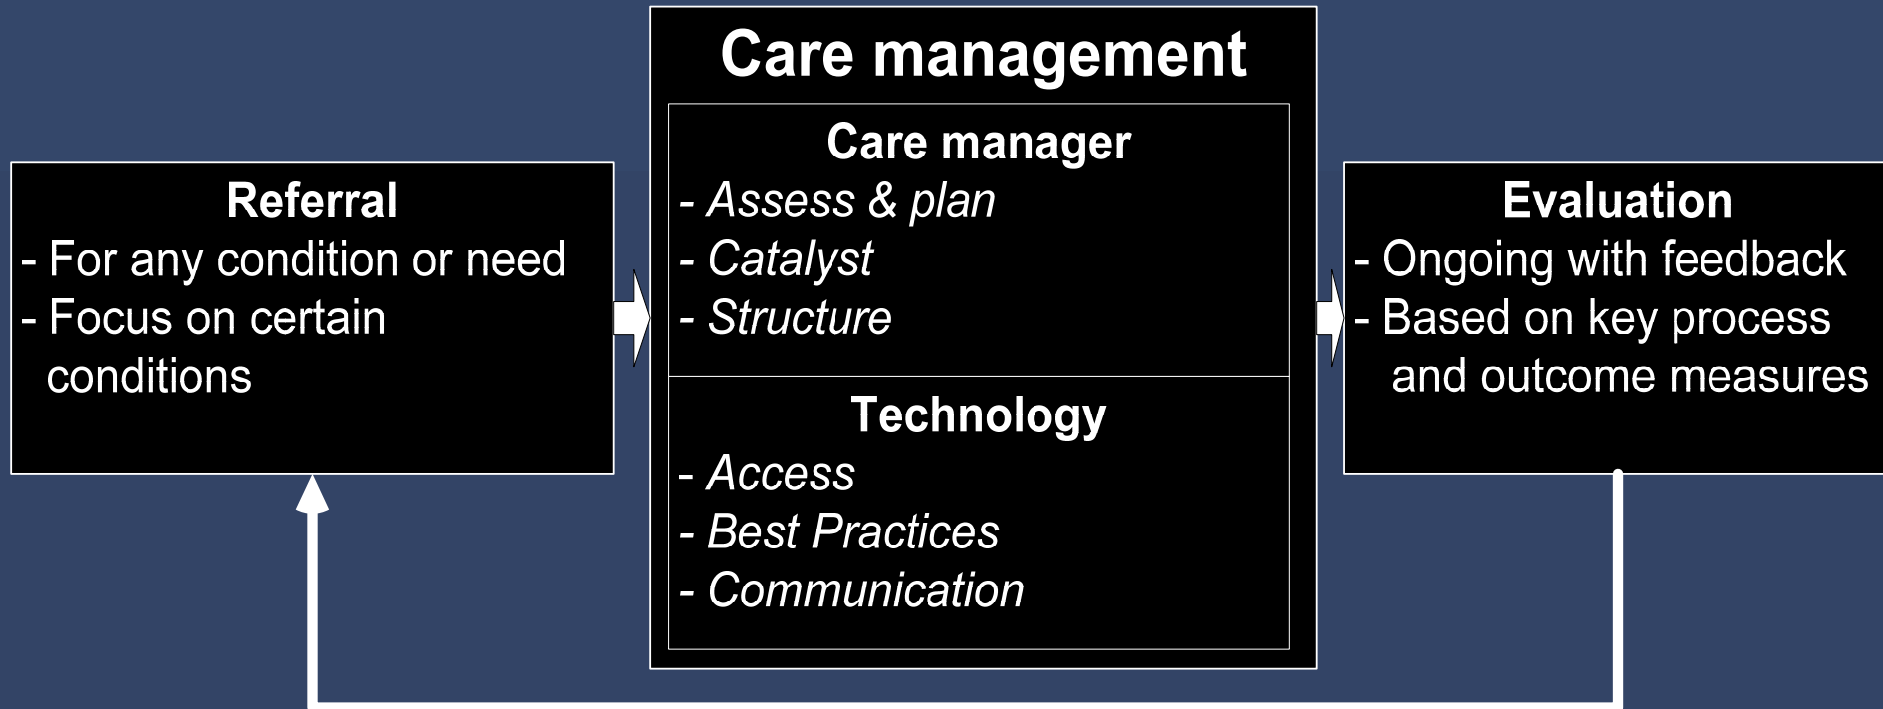 Referral
- For any condition or need
- Focus on certain
conditions
Care management
Care manager
- Assess & plan
- Catalyst
- Structure
Technology
- Access
- Best Practices
- Communication
Evaluation
- Ongoing with feedback
- Based on key process
and outcome measures